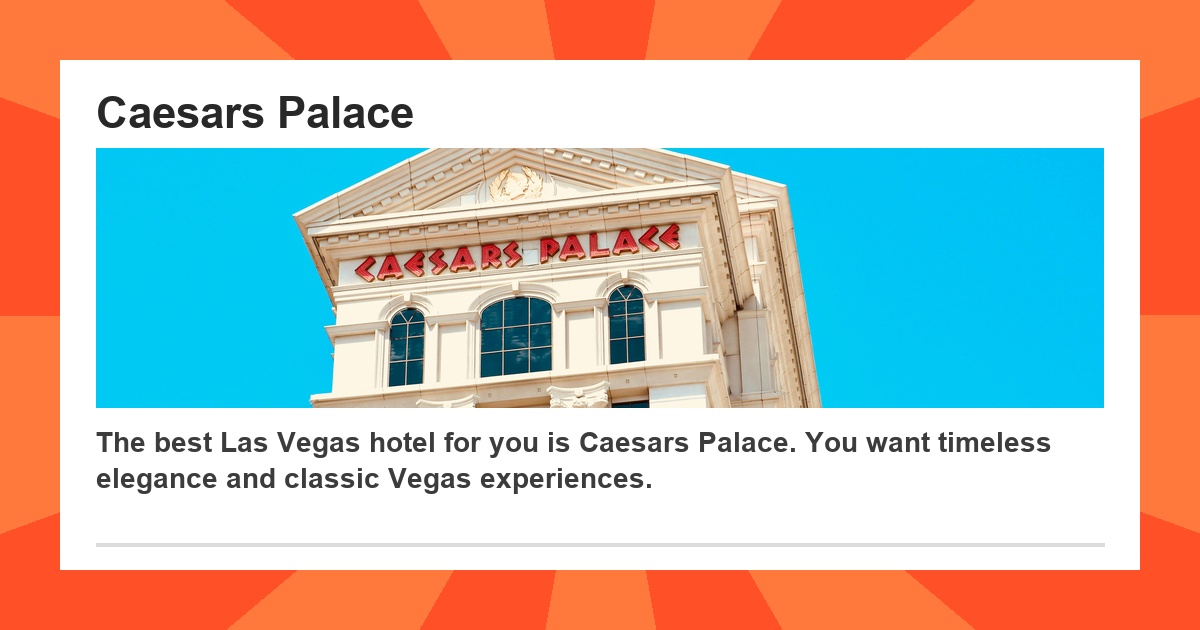 Caesars Palace
CAESARS PALACE
The best Las Vegas hotel for you is Caesars Palace. You want timeless
elegance and classic Vegas experiences.